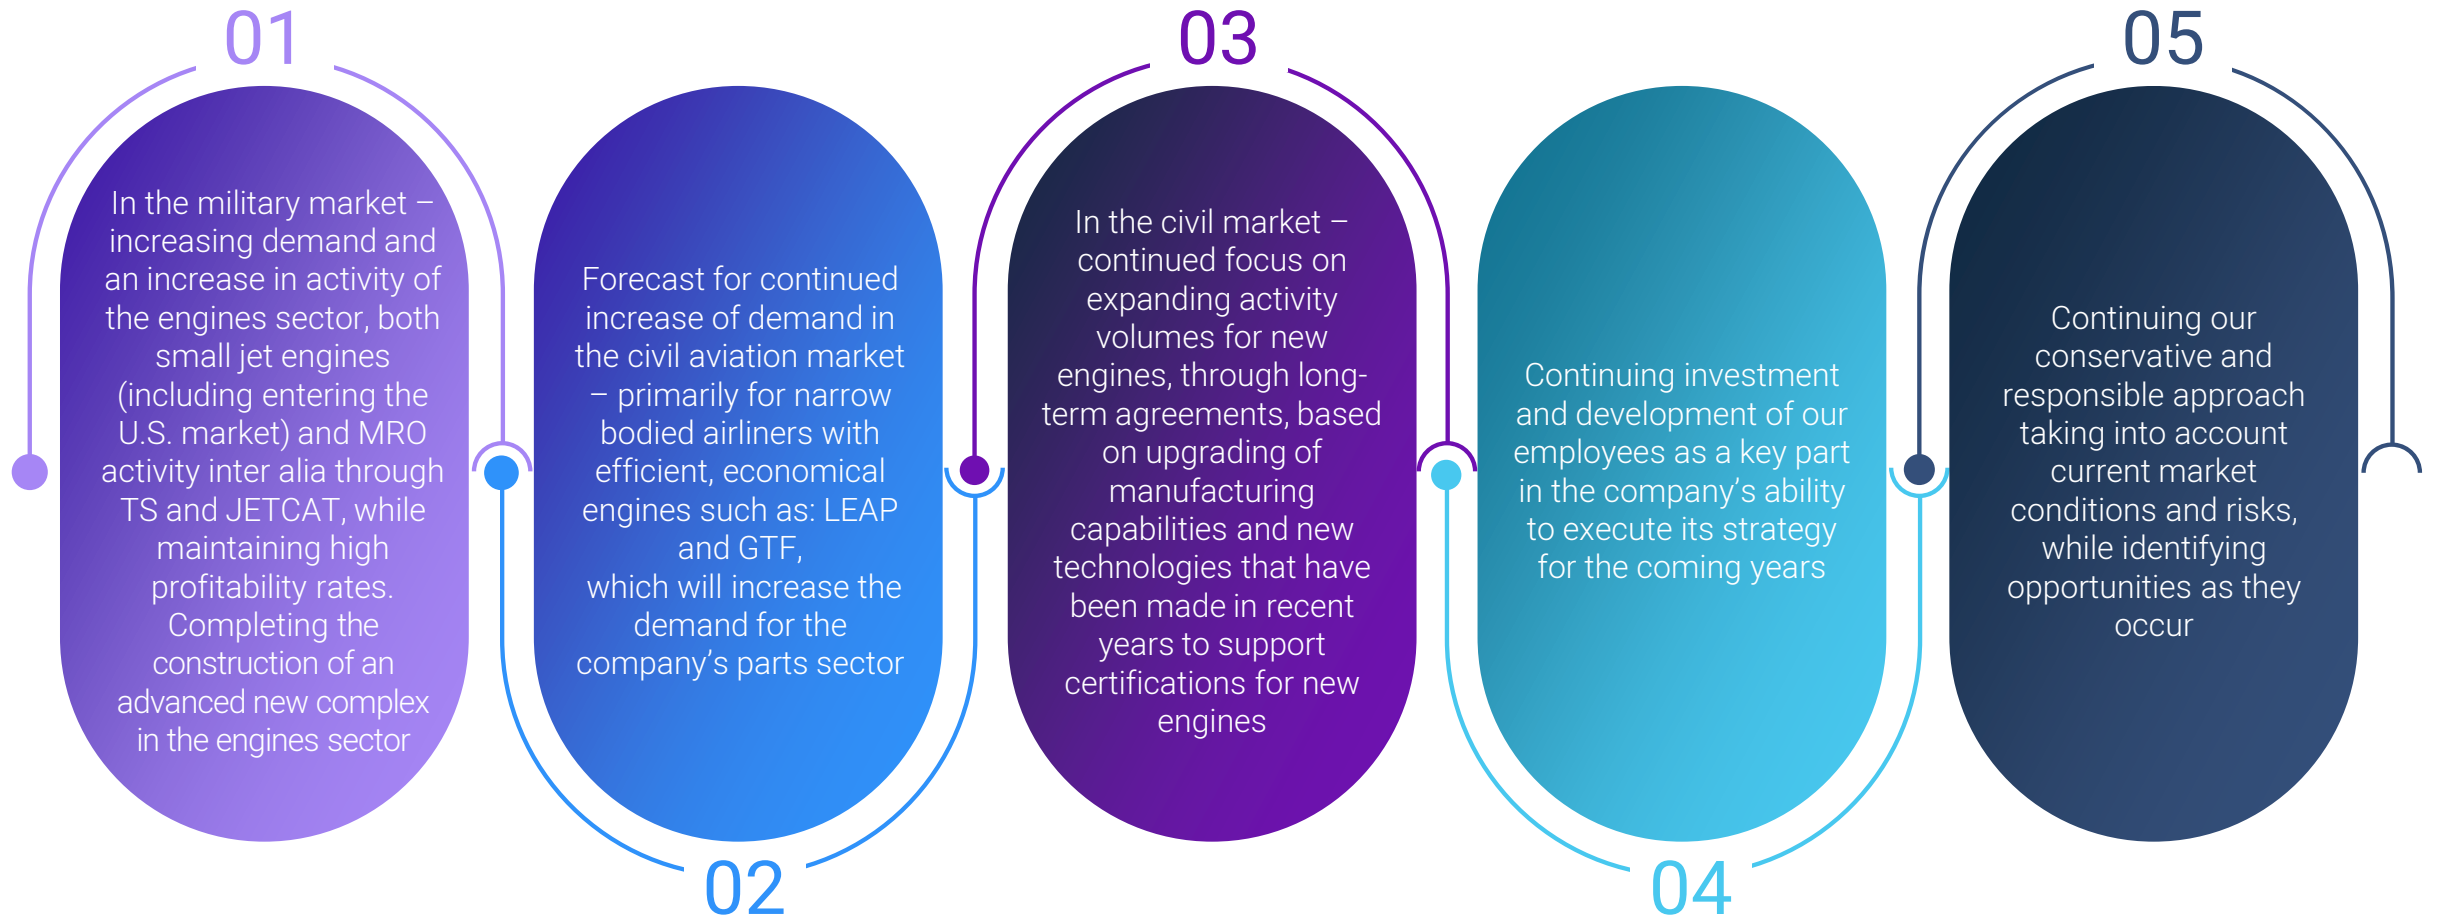 01
In the military market –
increasing demand and
an increase in activity of
the engines sector, both
small jet engines
(including entering the
U.S. market) and MRO
activity inter alia through
TS and JETCAT, while
maintaining high
profitability rates.
Completing the
construction of an
advanced new complex
in the engines sector
02
Forecast for continued
increase of demand in
the civil aviation market
– primarily for narrow
bodied airliners with
efficient, economical
engines such as: LEAP
and GTF,
which will increase the
demand for the
company’s parts sector
03
In the civil market –
continued focus on
expanding activity
volumes for new
engines, through long-
term agreements, based
on upgrading of
manufacturing
capabilities and new
technologies that have
been made in recent
years to support
certifications for new
engines
04
Continuing investment
and development of our
employees as a key part
in the company’s ability
to execute its strategy
for the coming years
05
Continuing our
conservative and
responsible approach
taking into account
current market
conditions and risks,
while identifying
opportunities as they
occur